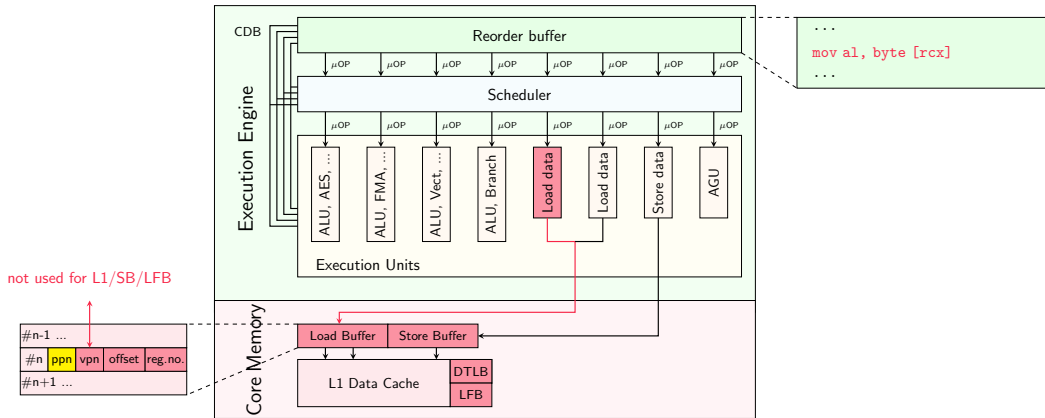 CDB
Reorder buffer
...
mov al, byte [rcx]
...
μOP μOP μOP μOP μOP μOP μOP μOP
Scheduler
μOP μOP μOP μOP μOP μOP μOP μOP
Execution Engine
ALU, AES, ...
ALU, FMA, ...
ALU, Vect, ...
ALU, Branch
Load data
Load data
Store data
AGU
Execution Units
not used for L1/SB/LFB
Core Memory
#n-1 ...
#n ppn vpn offset reg.no.
#n+1 ...
Load Buffer Store Buffer
L1 Data Cache
DTLB
LFB